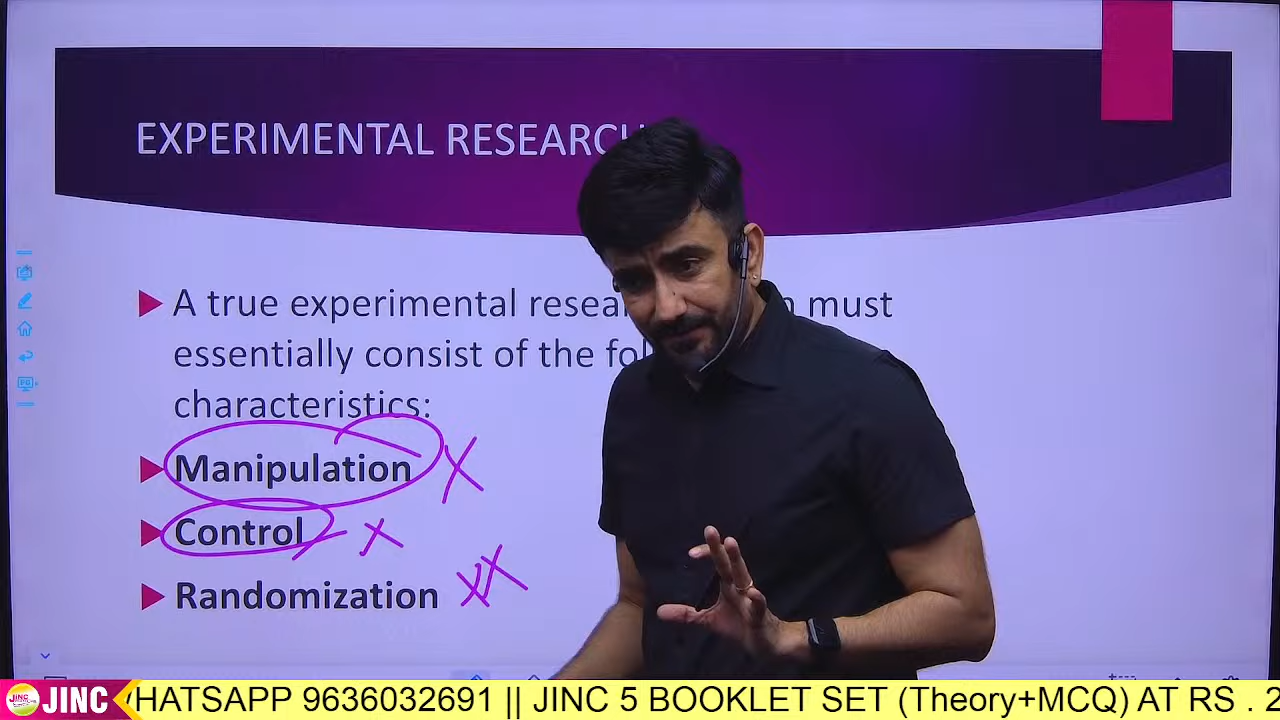 EXPERIMENTAL RESEARCH
A true experimental resea must
essentially consist of the fol
characteristics:
Manipulation
Control
Randomization
JINC HATSAPP 9636032691 || JINC 5 BOOKLET SET (Theory+MCQ) AT RS . 2